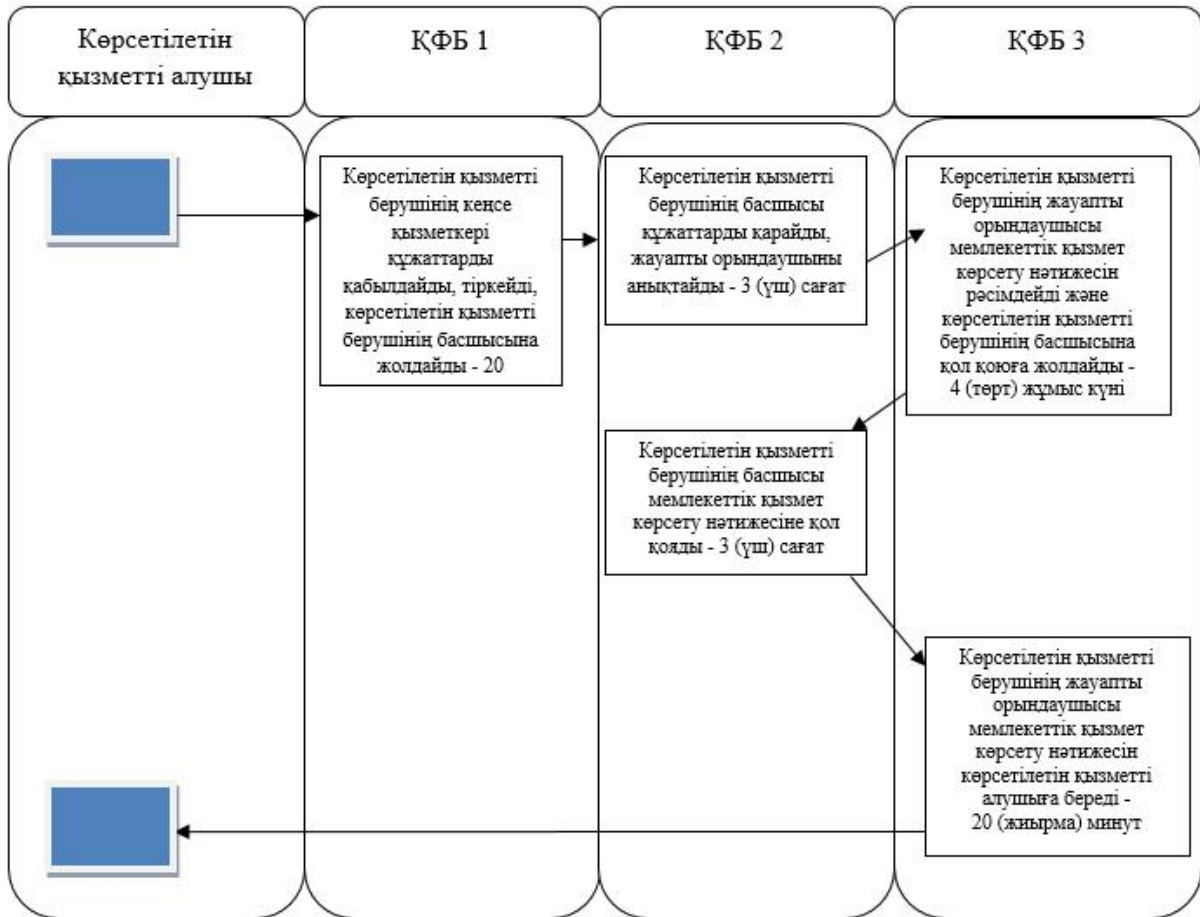 Көрсетілетін
қызметті алушы
ҚФБ 1
ҚФБ 2
ҚФБ 3
Көрсетілетін қызметті
берушінің кеңсе
қызметкері
құжаттарды
қабылдайды, тіркейді,
көрсетілетін қызметті
берушінің басшысына
жолдайды - 20
Көрсетілетін қызметті
берушінің басшысы
құжаттарды қарайды,
жауапты орындаушыны
анықтайды - 3 (үш) сағат
Көрсетілетін қызметті
берушінің жауапты
орындаушысы
мемлекеттік қызмет
көрсету нәтижесін
рәсімдейді және
көрсетілетін қызметті
берушінің басшысына
қол қоюға жолдайды -
4 (төрт) жұмыс күні
Көрсетілетін қызметті
берушінің басшысы
мемлекеттік қызмет
көрсету нәтижесіне қол
қояды - 3 (үш) сағат
Көрсетілетін қызметті
берушінің жауапты
орындаушысы
мемлекеттік қызмет
көрсету нәтижесін
көрсетілетін қызметті
алушыға береді -
20 (жиырма) минут